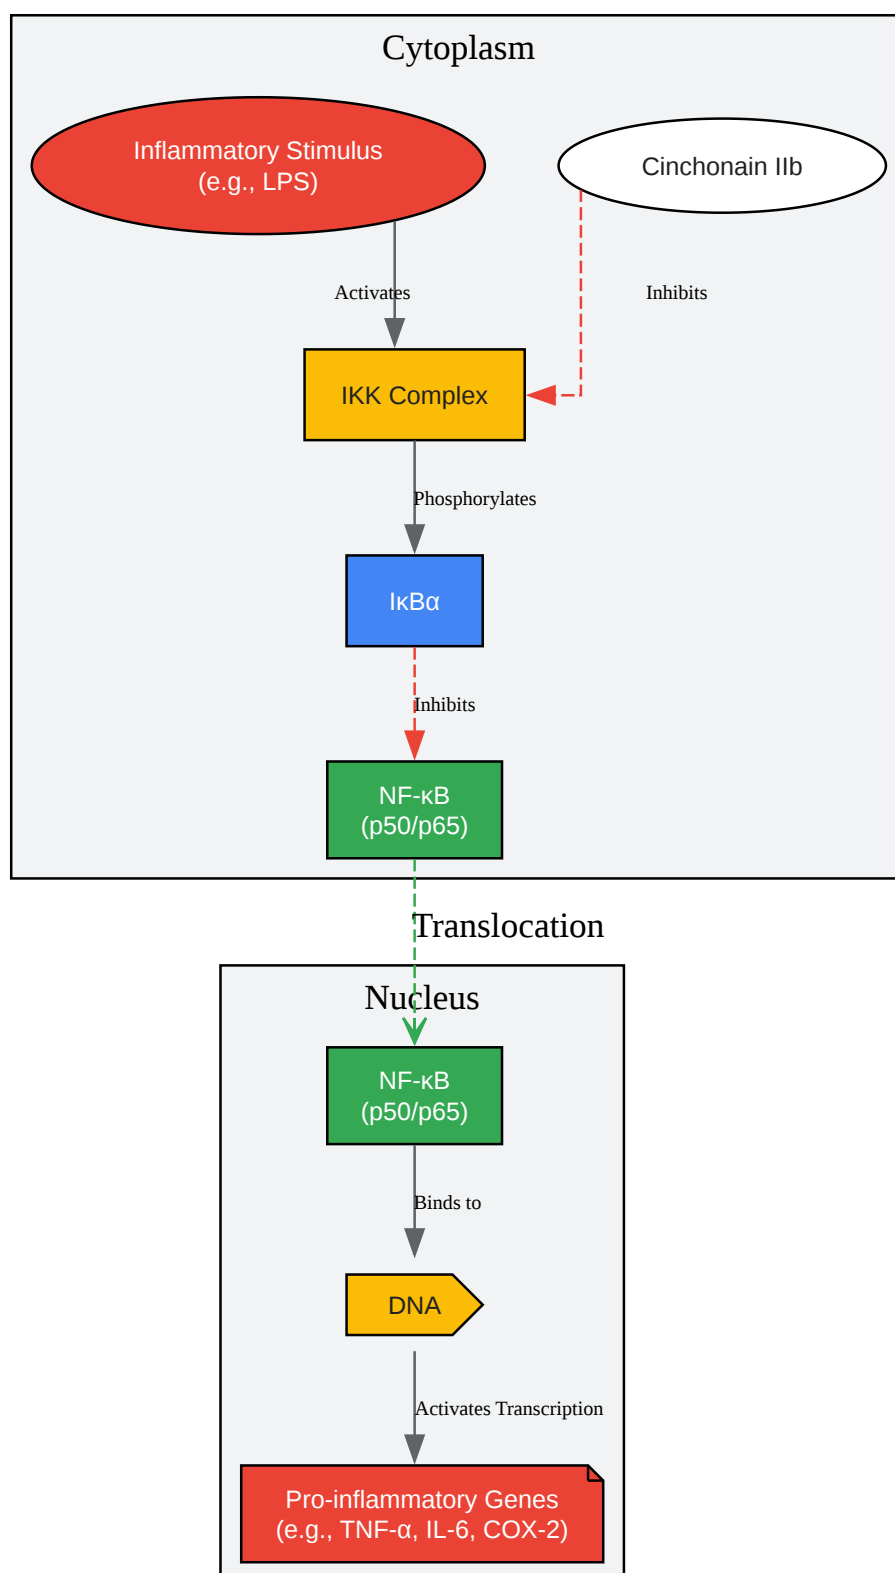 Cytoplasm
Inflammatory Stimulus
(e.g., LPS)
Cinchonain IIb
Activates
Inhibits
IKK Complex
Phosphorylates
IκBα
Inhibits
NF-κB
(p50/p65)
Translocation
Nucleus
NF-κB
(p50/p65)
Binds to
DNA
Activates Transcription
Pro-inflammatory Genes
(e.g., TNF-α, IL-6, COX-2)